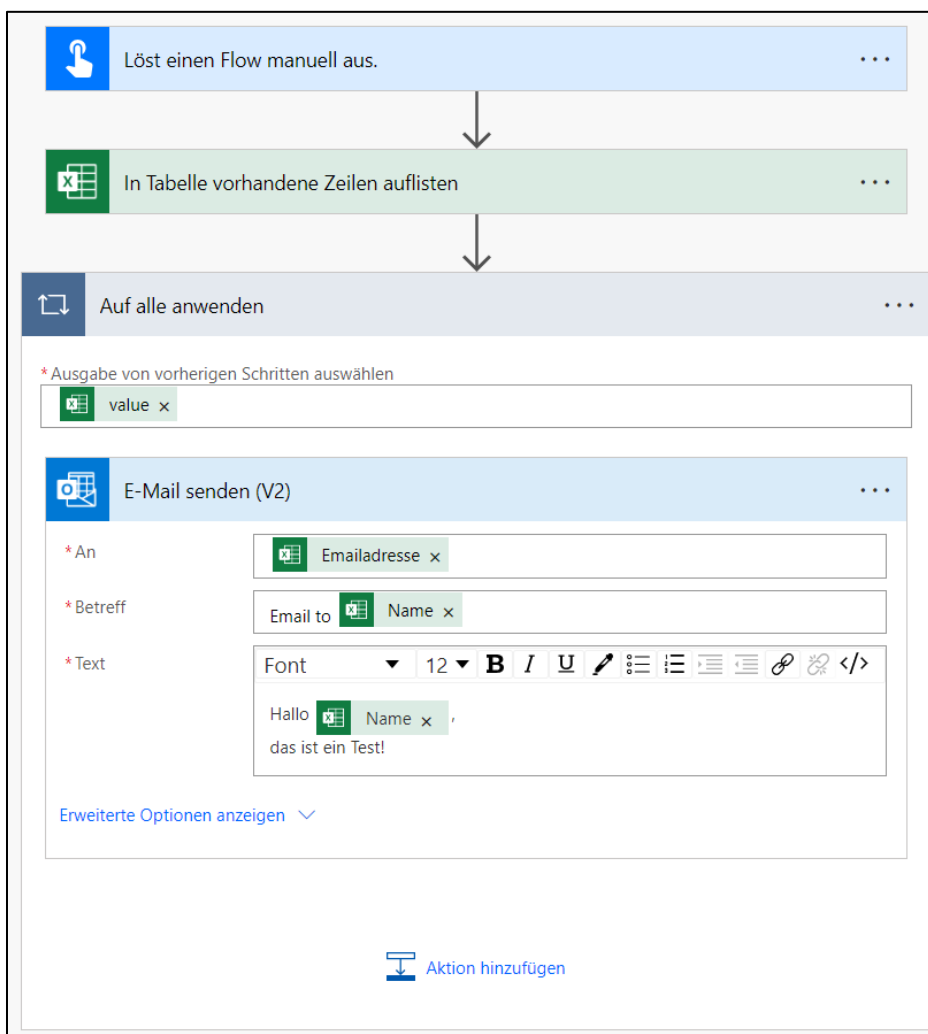 Löst einen Flow manuell aus.
In Tabelle vorhandene Zeilen auflisten
Auf alle anwenden
* Ausgabe von vorherigen Schritten auswählen
value ×
E-Mail senden (V2)
* An
Emailadresse ×
* Betreff
Email to Name ×
* Text
Font 12 B I U </>
Hallo Name × ,
das ist ein Test!
Erweiterte Optionen anzeigen
Aktion hinzufügen